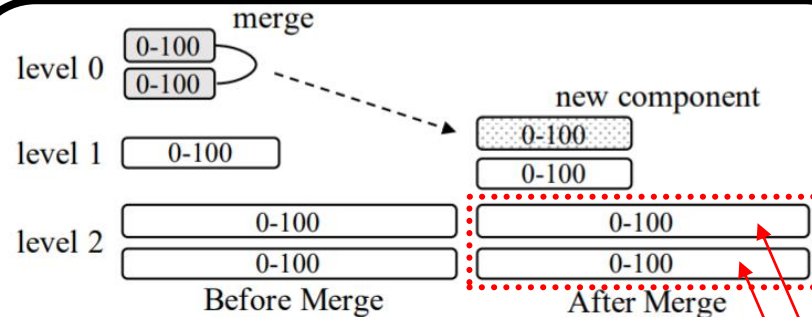 merge
level 0
0-100
0-100
new component
0-100
level 1 0-100
0-100
level 2
0-100 0-100
0-100 0-100
Before Merge After Merge